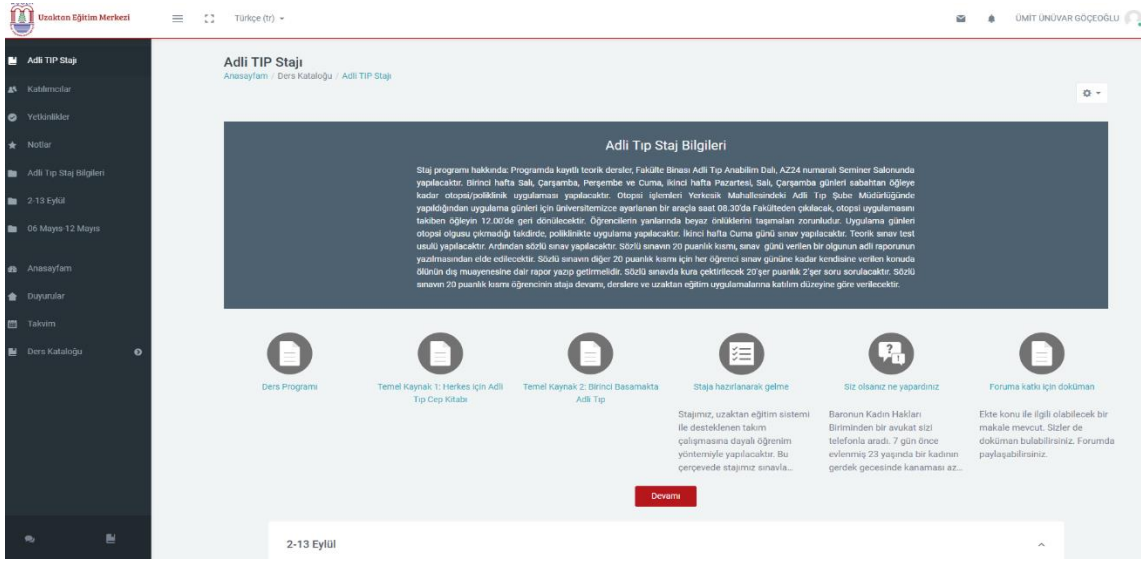 Uzaktan Eğitim Merkezi
Türkçe (tr)
ÜMİT ÜNÜVAR GÖÇEOĞLU
Adli TIP Stajı
Katılımcılar
Yetkinlikler
Notlar
Adli Tıp Staj Bilgileri
2-13 Eylül
06 Mayıs-12 Mayıs
Anasayfam
Duyurular
Takvim
Ders Kataloğu
Adli TIP Stajı
Anasayfam / Ders Kataloğu / Adli TIP Stajı
Adli Tıp Staj Bilgileri
Staj programı hakkında: Programda kayıtlı teorik dersler, Fakülte Binası Adli Tıp Anabilim Dalı, AZ24 numaralı Seminer Salonunda
yapılacaktır. Birinci hafta Salı, Çarşamba, Perşembe ve Cuma, ikinci hafta Pazartesi, Salı, Çarşamba günleri sabahtan öğleye
kadar otopsi/poliklinik uygulaması yapılacaktır. Otopsi işlemleri Yerkesik Mahallesindeki Adli Tıp Şube Müdürlüğünde
yapıldığından uygulama günleri için üniversitemizce ayarlanan bir araçla saat 08.30'da Fakülteden çıkılacak, otopsi uygulamasını
takiben öğleyin 12.00'de geri dönülecektir. Öğrencilerin yanlarında beyaz önlüklerini taşımaları zorunludur. Uygulama günleri
otopsi olgusu çıkmadığı takdirde, poliklinikte uygulama yapılacaktır. İkinci hafta Cuma günü sınav yapılacaktır. Teorik sınav test
usulü yapılacaktır. Ardından sözlü sınav yapılacaktır. Sözlü sınavın 20 puanlık kısmı, sınav günü verilen bir olgunun adli raporunun
yazılmasından elde edilecektir. Sözlü sınavın diğer 20 puanlık kısmı için her öğrenci sınav gününe kadar kendisine verilen konuda
ölünün dış muayenesine dair rapor yazıp getirmelidir. Sözlü sınavda kura çektirilecek 20'şer puanlık 2'şer soru sorulacaktır. Sözlü
sınavın 20 puanlık kısmı öğrencinin staja devamı, derslere ve uzaktan eğitim uygulamalarına katılım düzeyine göre verilecektir.
Ders Programı
Temel Kaynak 1: Herkes için Adli
Tıp Cep Kitabı
Temel Kaynak 2: Birinci Basamakta
Adli Tıp
Staja hazırlanarak gelme
Stajımız, uzaktan eğitim sistemi
ile desteklenen takım
çalışmasına dayalı öğrenim
yöntemiyle yapılacaktır. Bu
çerçevede stajımız sınavla...
Siz olsanız ne yapardınız
Baronun Kadın Hakları
Biriminden bir avukat sizi
telefonla aradı. 7 gün önce
evlenmiş 23 yaşında bir kadının
gerdek gecesinde kanaması az...
Foruma katkı için doküman
Ekte konu ile ilgili olabilecek bir
makale mevcut. Sizler de
doküman bulabilirsiniz. Forumda
paylaşabilirsiniz.
Devamı
2-13 Eylül